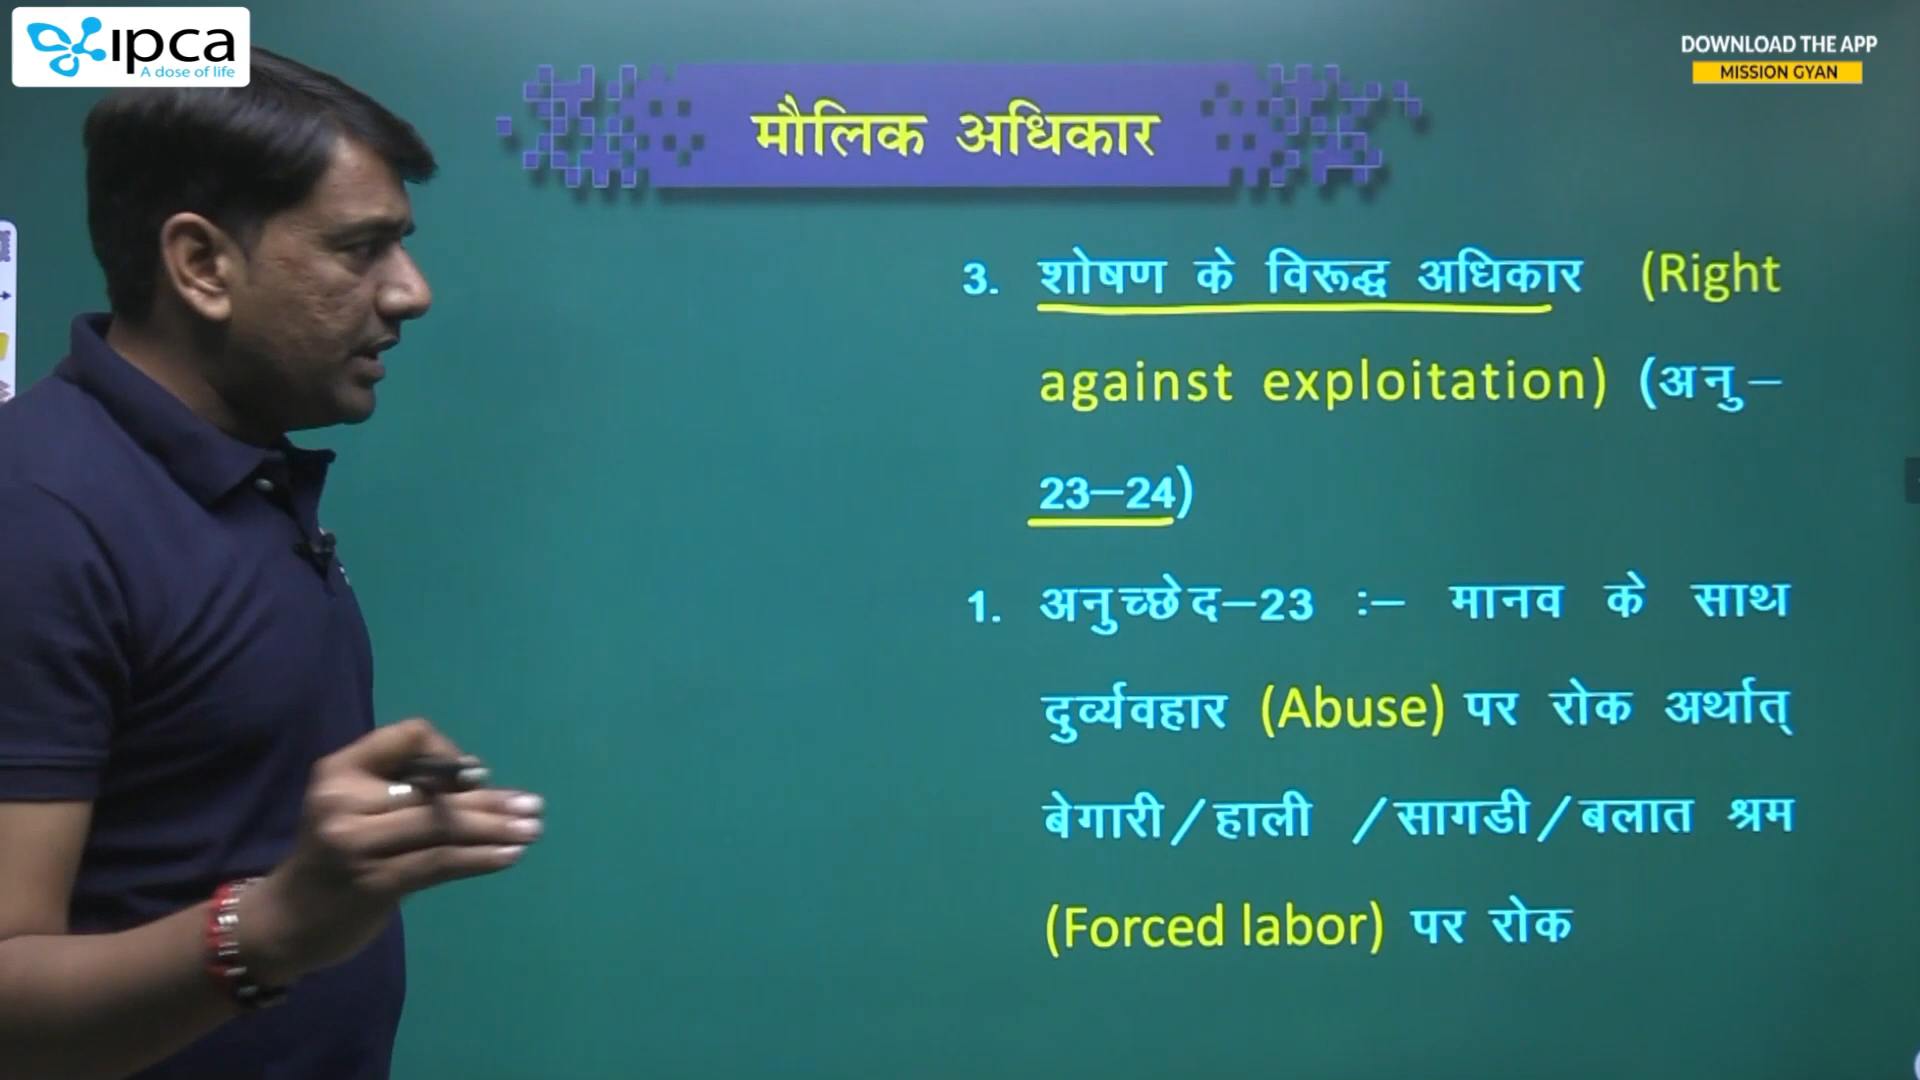 ipca
A dose of life
DOWNLOAD THE APP
MISSION GYAN
मौलिक अधिकार
3. शोषण के विरूद्ध अधिकार (Right
against exploitation) (अनु–
23–24)
1. अनुच्छेद–23 :– मानव के साथ
दुर्व्यवहार (Abuse) पर रोक अर्थात्
बेगारी/हाली /सागडी/बलात श्रम
(Forced labor) पर रोक